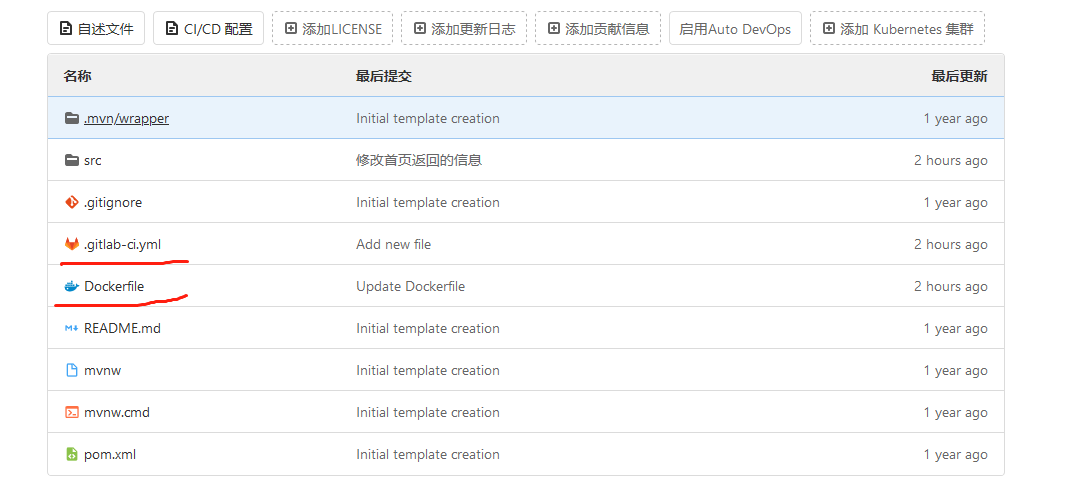 自述文件 CI/CD 配置 添加LICENSE 添加更新日志 添加贡献信息 启用Auto DevOps 添加 Kubernetes 集群
名称 最后提交 最后更新
.mvn/wrapper Initial template creation 1 year ago
src 修改首页返回的信息 2 hours ago
.gitignore Initial template creation 1 year ago
.gitlab-ci.yml Add new file 2 hours ago
Dockerfile Update Dockerfile 2 hours ago
README.md Initial template creation 1 year ago
mvnw Initial template creation 1 year ago
mvnw.cmd Initial template creation 1 year ago
pom.xml Initial template creation 1 year ago